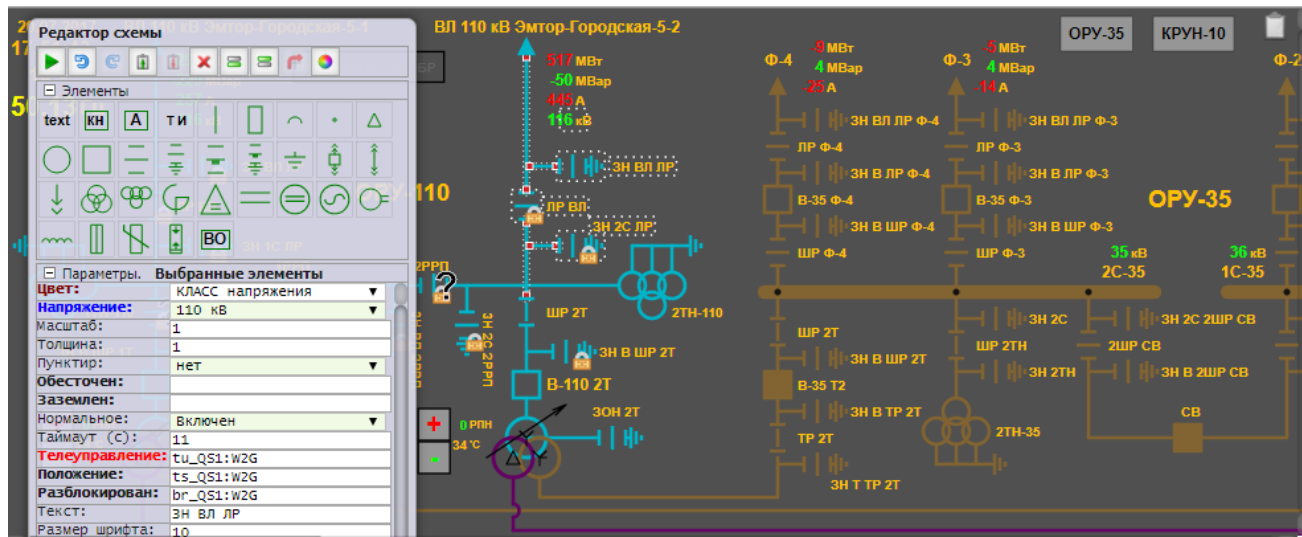 Редактор схемы
Элементы
text КН А ТИ
ВО
Параметры. Выбранные элементы
Цвет: КЛАСС напряжения
Напряжение: 110 кВ
Масштаб: 1
Толщина: 1
Пунктир: нет
Обесточен:
Заземлен:
Нормальное: Включен
Таймаут (с): 11
Телеуправление: tu_QS1:W2G
Положение: ts_QS1:W2G
Разблокирован: br_QS1:W2G
Текст: ЗН ВЛ ЛР
Размер шрифта: 10
ВЛ 110 кВ Эмтор-Городская-5-2
517 МВт
-50 МВар
445 А
116 кВ
ЗН ВЛ ЛР
ЛР ВЛ
ЗН 2С ЛР
ЗН 1С ЛР
2РРП
?
ЗН 2С 2РРП
ШР 2Т
2ТН-110
ЗН В ШР 2Т
В-110 2Т
ЗОН 2Т
+
0 РПН
34 °С
-
ОРУ-35
КРУН-10
Ф-4
-9 МВт
4 МВар
-25 А
Ф-3
-5 МВт
4 МВар
-14 А
ЗН ВЛ ЛР Ф-4
ЗН ВЛ ЛР Ф-3
ЛР Ф-4
ЛР Ф-3
ЗН В ЛР Ф-4
ЗН В ЛР Ф-3
В-35 Ф-4
В-35 Ф-3
ОРУ-35
ЗН В ШР Ф-4
ЗН В ШР Ф-3
ШР Ф-4
ШР Ф-3
35 кВ
2С-35
36 кВ
1С-35
ШР 2Т
ЗН 2С
ЗН 2С 2ШР СВ
ШР 2ТН
2ШР СВ
ЗН В ШР 2Т
ЗН 2ТН
ЗН В 2ШР СВ
В-35 Т2
ЗН В ТР 2Т
СВ
ТР 2Т
2ТН-35
ЗН Т ТР 2Т